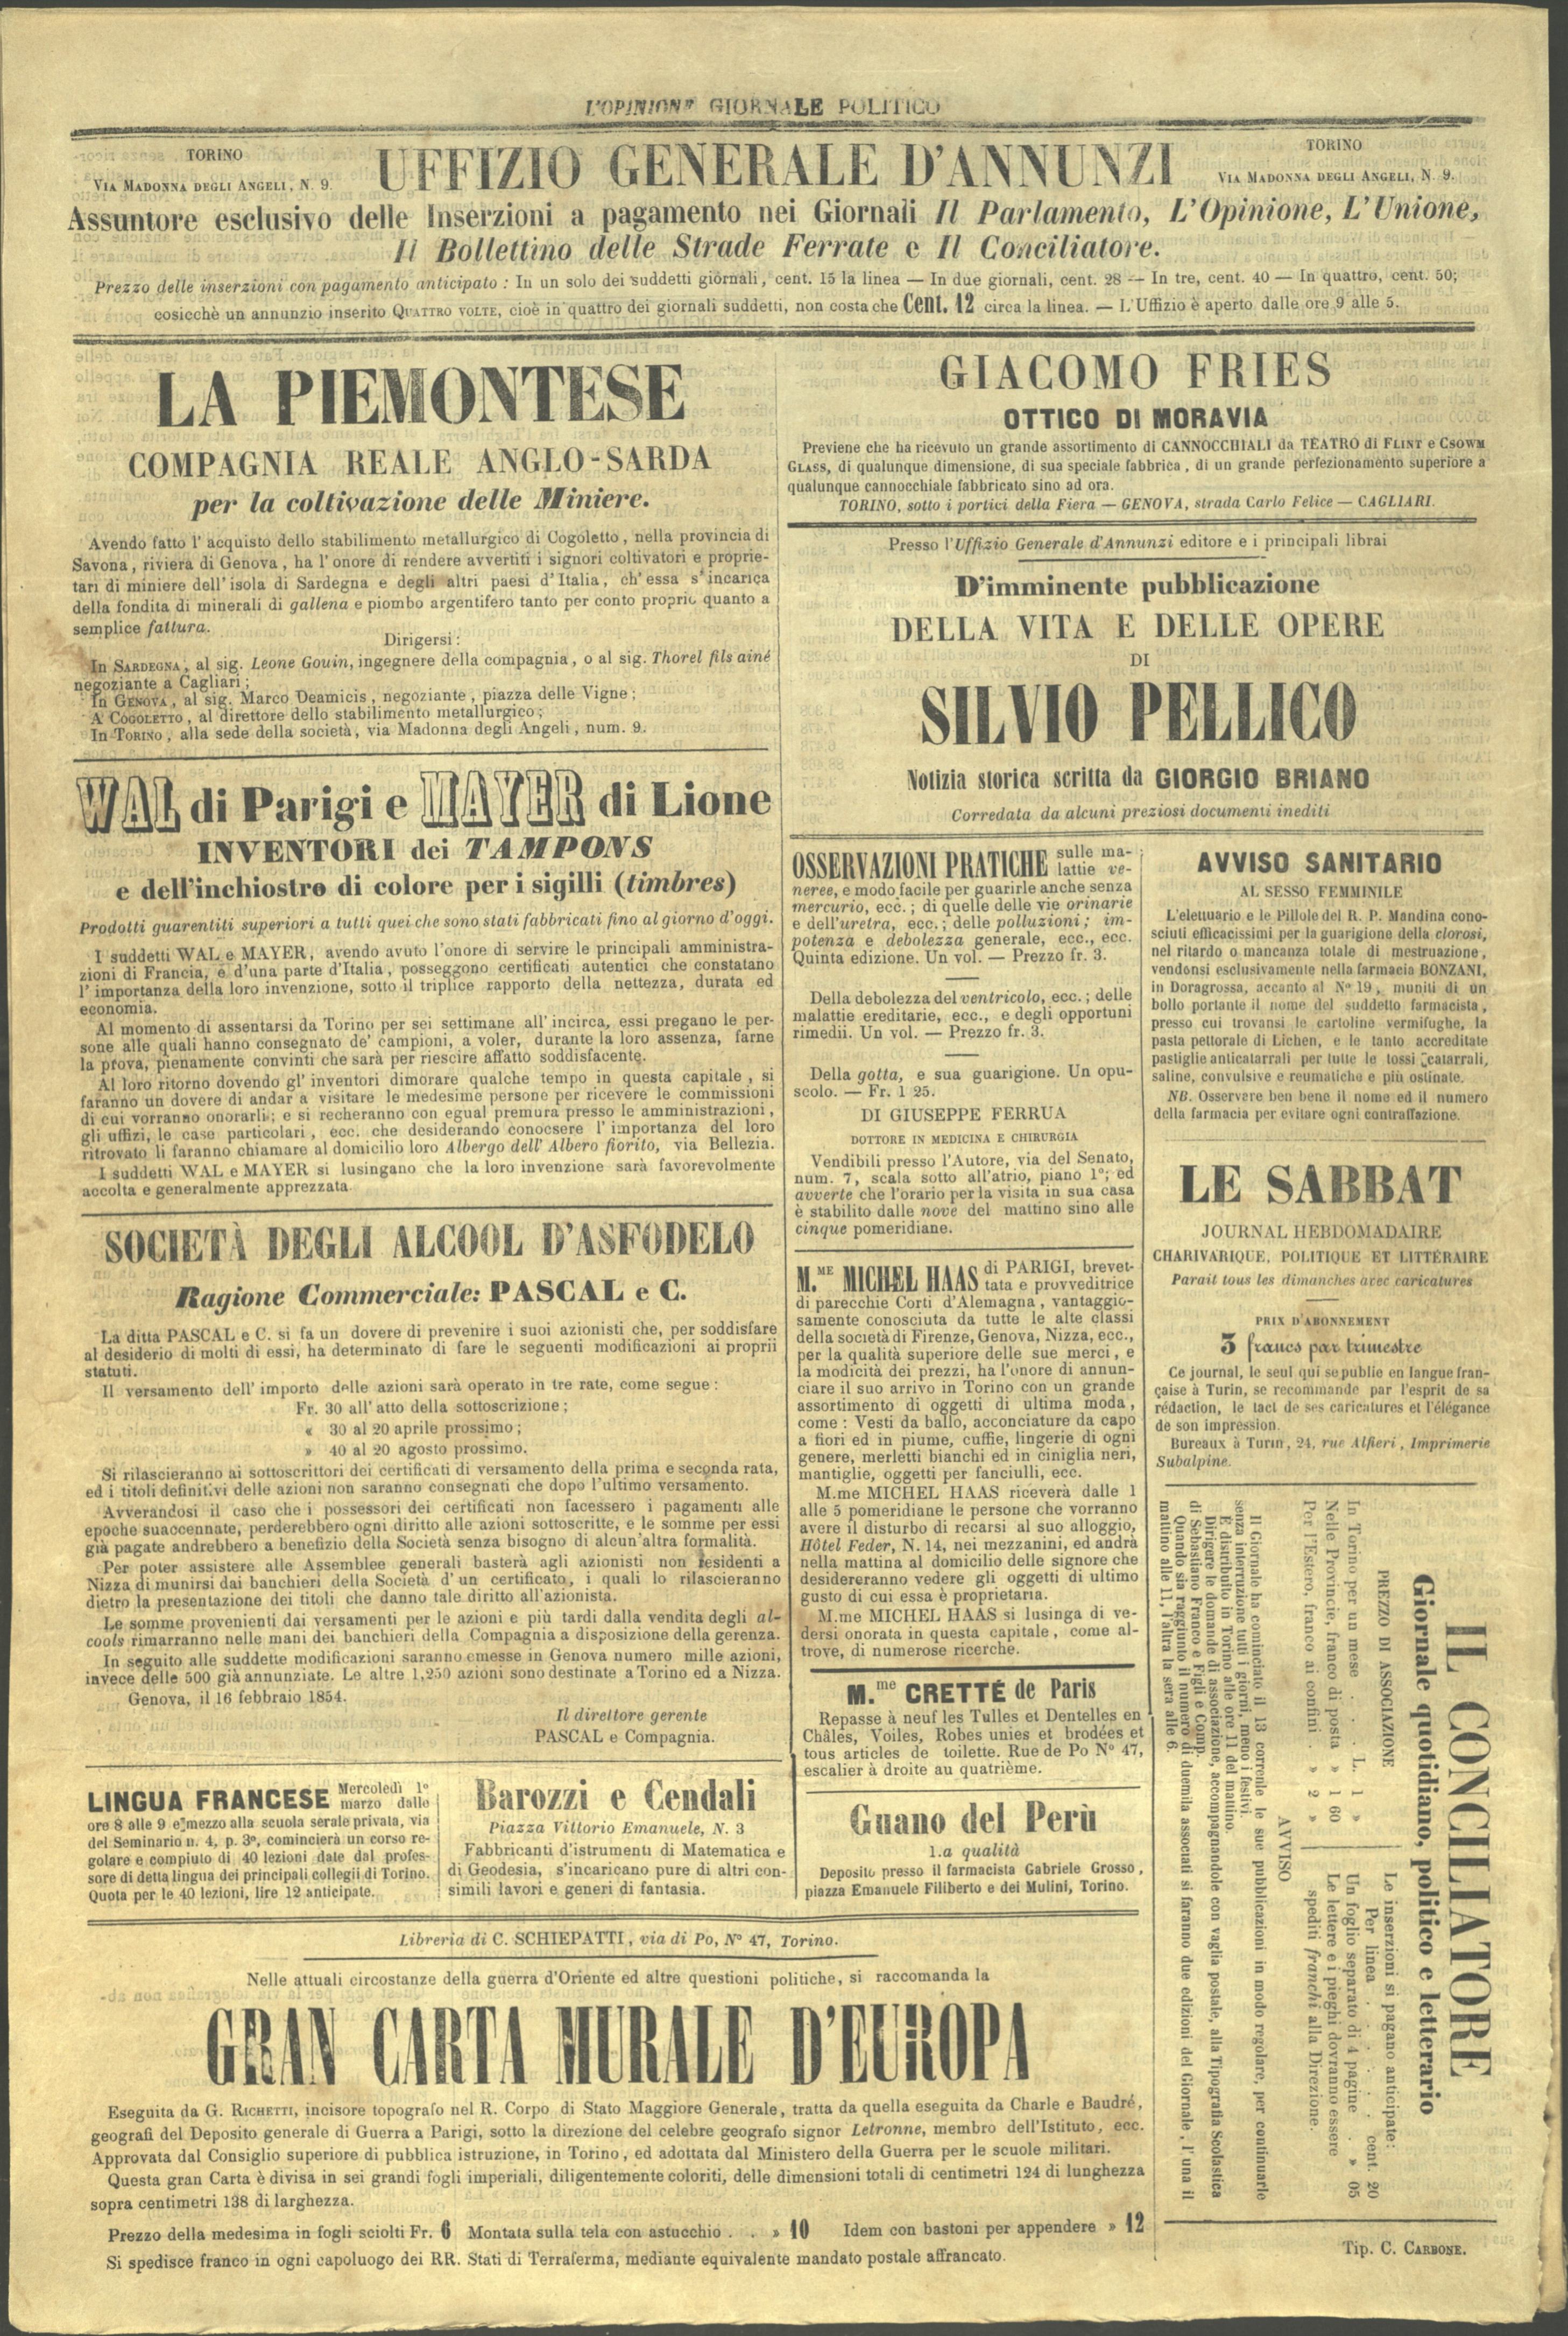 L'OPINIONE GIORNALE POLITICO
TORINO
VIA MADONNA DEGLI ANGELI, N. 9.
UFFIZIO GENERALE D'ANNUNZI
TORINO
VIA MADONNA DEGLI ANGELI, N. 9.
Assuntore esclusivo delle Inserzioni a pagamento nei Giornali Il Parlamento, L'Opinione, L'Unione,
Il Bollettino delle Strade Ferrate e Il Conciliatore.
Prezzo delle inserzioni con pagamento anticipato : In un solo dei suddetti giornali, cent. 15 la linea — In due giornali, cent. 28 — In tre, cent. 40 — In quattro, cent. 50;
cosicchè un annunzio inserito QUATTRO VOLTE, cioè in quattro dei giornali suddetti, non costa che Cent. 12 circa la linea. — L'Uffizio è aperto dalle ore 9 alle 5.
LA PIEMONTESE
COMPAGNIA REALE ANGLO-SARDA
per la coltivazione delle Miniere.
Avendo fatto l'acquisto dello stabilimento metallurgico di Cogoletto, nella provincia di
Savona, riviera di Genova, ha l'onore di rendere avvertiti i signori coltivatori e proprie-
tari di miniere dell'isola di Sardegna e degli altri paesi d'Italia, ch'essa s'incarica
della fondita di minerali di gallena e piombo argentifero tanto per conto proprio quanto a
semplice fattura.
Dirigersi :
In SARDEGNA, al sig. Leone Gouin, ingegnere della compagnia, o al sig. Thorel fils ainé
negoziante a Cagliari ;
In GENOVA, al sig. Marco Deamicis, negoziante, piazza delle Vigne ;
A COGOLETTO, al direttore dello stabilimento metallurgico ;
In TORINO, alla sede della società, via Madonna degli Angeli, num. 9.
WAL di Parigi e MAYER di Lione
INVENTORI dei TAMPONS
e dell'inchiostro di colore per i sigilli (timbres)
Prodotti guarentiti superiori a tutti quei che sono stati fabbricati fino al giorno d'oggi.
I suddetti WAL e MAYER, avendo avuto l'onore di servire le principali amministra-
zioni di Francia, e d'una parte d'Italia, posseggono certificati autentici che constatano
l'importanza della loro invenzione, sotto il triplice rapporto della nettezza, durata ed
economia.
Al momento di assentarsi da Torino per sei settimane all'incirca, essi pregano le per-
sone alle quali hanno consegnato de' campioni, a voler, durante la loro assenza, farne
la prova, pienamente convinti che sarà per riescire affatto soddisfacente.
Al loro ritorno dovendo gl'inventori dimorare qualche tempo in questa capitale, si
faranno un dovere di andar a visitare le medesime persone per ricevere le commissioni
di cui vorranno onorarli; e si recheranno con egual premura presso le amministrazioni,
gli uffizi, le case particolari, ecc. che desiderando conocsere l'importanza del loro
ritrovato li faranno chiamare al domicilio loro Albergo dell'Albero fiorito, via Bellezia.
I suddetti WAL e MAYER si lusingano che la loro invenzione sarà favorevolmente
accolta e generalmente apprezzata.
SOCIETÀ DEGLI ALCOOL D'ASFODELO
Ragione Commerciale: PASCAL e C.
La ditta PASCAL e C. si fa un dovere di prevenire i suoi azionisti che, per soddisfare
al desiderio di molti di essi, ha determinato di fare le seguenti modificazioni ai proprii
statuti.
Il versamento dell'importo delle azioni sarà operato in tre rate, come segue :
Fr. 30 all'atto della sottoscrizione ;
« 30 al 20 aprile prossimo ;
» 40 al 20 agosto prossimo.
Si rilascieranno ai sottoscrittori dei certificati di versamento della prima e seconda rata,
ed i titoli definitivi delle azioni non saranno consegnati che dopo l'ultimo versamento.
Avverandosi il caso che i possessori dei certificati non facessero i pagamenti alle
epoche suaccennate, perderebbero ogni diritto alle azioni sottoscritte, e le somme per essi
già pagate andrebbero a benefizio della Società senza bisogno di alcun'altra formalità.
Per poter assistere alle Assemblee generali basterà agli azionisti non residenti a
Nizza di munirsi dai banchieri della Società d'un certificato, i quali lo rilascieranno
dietro la presentazione dei titoli che danno tale diritto all'azionista.
Le somme provenienti dai versamenti per le azioni e più tardi dalla vendita degli al-
cools rimarranno nelle mani dei banchieri della Compagnia a disposizione della gerenza.
In seguito alle suddette modificazioni saranno emesse in Genova numero mille azioni,
invece delle 500 già annunziate. Le altre 1,250 azioni sono destinate a Torino ed a Nizza.
Genova, il 16 febbraio 1854.
Il direttore gerente
PASCAL e Compagnia.
LINGUA FRANCESE Mercoledì 1º
marzo dalle
ore 8 alle 9 e mezzo alla scuola serale privata, via
del Seminario n. 4, p. 3º, comincierà un corso re-
golare e compiuto di 40 lezioni date dal profes-
sore di detta lingua dei principali collegii di Torino.
Quota per le 40 lezioni, lire 12 anticipate.
Barozzi e Cendali
Piazza Vittorio Emanuele, N. 3
Fabbricanti d'istrumenti di Matematica e
di Geodesia, s'incaricano pure di altri con-
simili lavori e generi di fantasia.
GIACOMO FRIES
OTTICO DI MORAVIA
Previene che ha ricevuto un grande assortimento di CANNOCCHIALI da TEATRO di FLINT e CSOWM
GLASS, di qualunque dimensione, di sua speciale fabbrica, di un grande perfezionamento superiore a
qualunque cannocchiale fabbricato sino ad ora.
TORINO, sotto i portici della Fiera — GENOVA, strada Carlo Felice — CAGLIARI.
Presso l'Uffizio Generale d'Annunzi editore e i principali librai
D'imminente pubblicazione
DELLA VITA E DELLE OPERE
DI
SILVIO PELLICO
Notizia storica scritta da GIORGIO BRIANO
Corredata da alcuni preziosi documenti inediti
OSSERVAZIONI PRATICHE sulle ma-
lattie ve-
neree, e modo facile per guarirle anche senza
mercurio, ecc. ; di quelle delle vie orinarie
e dell'uretra, ecc. ; delle polluzioni ; im-
potenza e debolezza generale, ecc., ecc.
Quinta edizione. Un vol. — Prezzo fr. 3.
Della debolezza del ventricolo, ecc. ; delle
malattie ereditarie, ecc., e degli opportuni
rimedii. Un vol. — Prezzo fr. 3.
Della gotta, e sua guarigione. Un opu-
scolo. — Fr. 1 25.
DI GIUSEPPE FERRUA
DOTTORE IN MEDICINA E CHIRURGIA
Vendibili presso l'Autore, via del Senato,
num. 7, scala sotto all'atrio, piano 1º; ed
avverte che l'orario per la visita in sua casa
è stabilito dalle nove del mattino sino alle
cinque pomeridiane.
M.ME MICHEL HAAS di PARIGI, brevet-
tata e provveditrice
di parecchie Corti d'Alemagna, vantaggio-
samente conosciuta da tutte le alte classi
della società di Firenze, Genova, Nizza, ecc.,
per la qualità superiore delle sue merci, e
la modicità dei prezzi, ha l'onore di annun-
ciare il suo arrivo in Torino con un grande
assortimento di oggetti di ultima moda,
come : Vesti da ballo, acconciature da capo
a fiori ed in piume, cuffie, lingerie di ogni
genere, merletti bianchi ed in ciniglia neri,
mantiglie, oggetti per fanciulli, ecc.
M.me MICHEL HAAS riceverà dalle 1
alle 5 pomeridiane le persone che vorranno
avere il disturbo di recarsi al suo alloggio,
Hôtel Feder, N. 14, nei mezzanini, ed andrà
nella mattina al domicilio delle signore che
desidereranno vedere gli oggetti di ultimo
gusto di cui essa è proprietaria.
M.me MICHEL HAAS si lusinga di ve-
dersi onorata in questa capitale, come al-
trove, di numerose ricerche.
M.me CRETTÉ de Paris
Repasse à neuf les Tulles et Dentelles en
Châles, Voiles, Robes unies et brodées et
tous articles de toilette. Rue de Po Nº 47,
escalier à droite au quatrième.
Guano del Perù
1.a qualità
Deposito presso il farmacista Gabriele Grosso,
piazza Emanuele Filiberto e dei Mulini, Torino.
AVVISO SANITARIO
AL SESSO FEMMINILE
L'elettuario e le Pillole del R. P. Mandina cono-
sciuti efficacissimi per la guarigione della clorosi,
nel ritardo o mancanza totale di mestruazione,
vendonsi esclusivamente nella farmacia BONZANI,
in Doragrossa, accanto al Nº 19, muniti di un
bollo portante il nome del suddetto farmacista,
presso cui trovansi le cartoline vermifughe, la
pasta pettorale di Lichen, e le tanto accreditate
pastiglie anticatarrali per tutte le tossi catarrali,
saline, convulsive e reumatiche e più ostinate.
NB. Osservare ben bene il nome ed il numero
della farmacia per evitare ogni contraffazione.
LE SABBAT
JOURNAL HEBDOMADAIRE
CHARIVARIQUE, POLITIQUE ET LITTÉRAIRE
Parait tous les dimanches avec caricatures
PRIX D'ABONNEMENT
3 francs par trimestre
Ce journal, le seul qui se publie en langue fran-
çaise à Turin, se recommande par l'esprit de sa
rédaction, le tact de ses caricatures et l'élégance
de son impression.
Bureaux à Turin, 24, rue Alfieri, Imprimerie
Subalpine.
IL CONCILIATORE
Giornale quotidiano, politico e letterario
PREZZO DI ASSOCIAZIONE
In Torino per un mese . . . L. 1 »
Nelle Provincie, franco di posta » 1 60
Per l'Estero, franco ai confini . » 2 »
Le inserzioni si pagano anticipate :
Per linea . . . . . cent. 20
Un foglio separato di 4 pagine . » 05
Le lettere e i pieghi dovranno essere
spediti franchi alla Direzione.
AVVISO
Il Giornale ha cominciato il 13 corrente le sue pubblicazioni in modo regolare, per continuarle
senza interruzione tutti i giorni, meno i festivi.
È distribuito in Torino alle ore 11 del mattino.
Dirigere le domande di associazione, accompagnandole con vaglia postale, alla Tipografia Scolastica
di Sebastiano Franco e Figli e Comp.
Quando sia raggiunto il numero di duemila associati si faranno due edizioni del Giornale, l'una il
mattino alle 11, l'altra la sera alle 6.
Libreria di C. SCHIEPATTI, via di Po, Nº 47, Torino.
Nelle attuali circostanze della guerra d'Oriente ed altre questioni politiche, si raccomanda la
GRAN CARTA MURALE D'EUROPA
Eseguita da G. RICHETTI, incisore topografo nel R. Corpo di Stato Maggiore Generale, tratta da quella eseguita da Charle e Baudré,
geografi del Deposito generale di Guerra a Parigi, sotto la direzione del celebre geografo signor Letronne, membro dell'Istituto, ecc.
Approvata dal Consiglio superiore di pubblica istruzione, in Torino, ed adottata dal Ministero della Guerra per le scuole militari.
Questa gran Carta è divisa in sei grandi fogli imperiali, diligentemente coloriti, delle dimensioni totali di centimetri 124 di lunghezza
sopra centimetri 138 di larghezza.
Prezzo della medesima in fogli sciolti Fr. 6 Montata sulla tela con astucchio . . » 10 Idem con bastoni per appendere » 12
Si spedisce franco in ogni capoluogo dei RR. Stati di Terraferma, mediante equivalente mandato postale affrancato.
Tip. C. CARBONE.